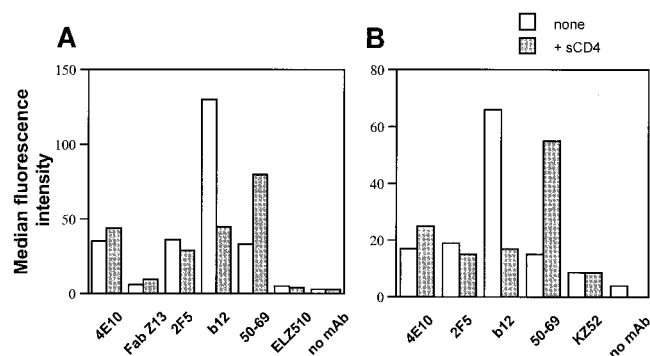 none
+ sCD4
A
B
Median fluorescence
intensity
150
100
50
0
4E10
Fab Z13
2F5
b12
50-69
ELZ510
no mAb
80
60
40
20
0
4E10
2F5
b12
50-69
KZ52
no mAb